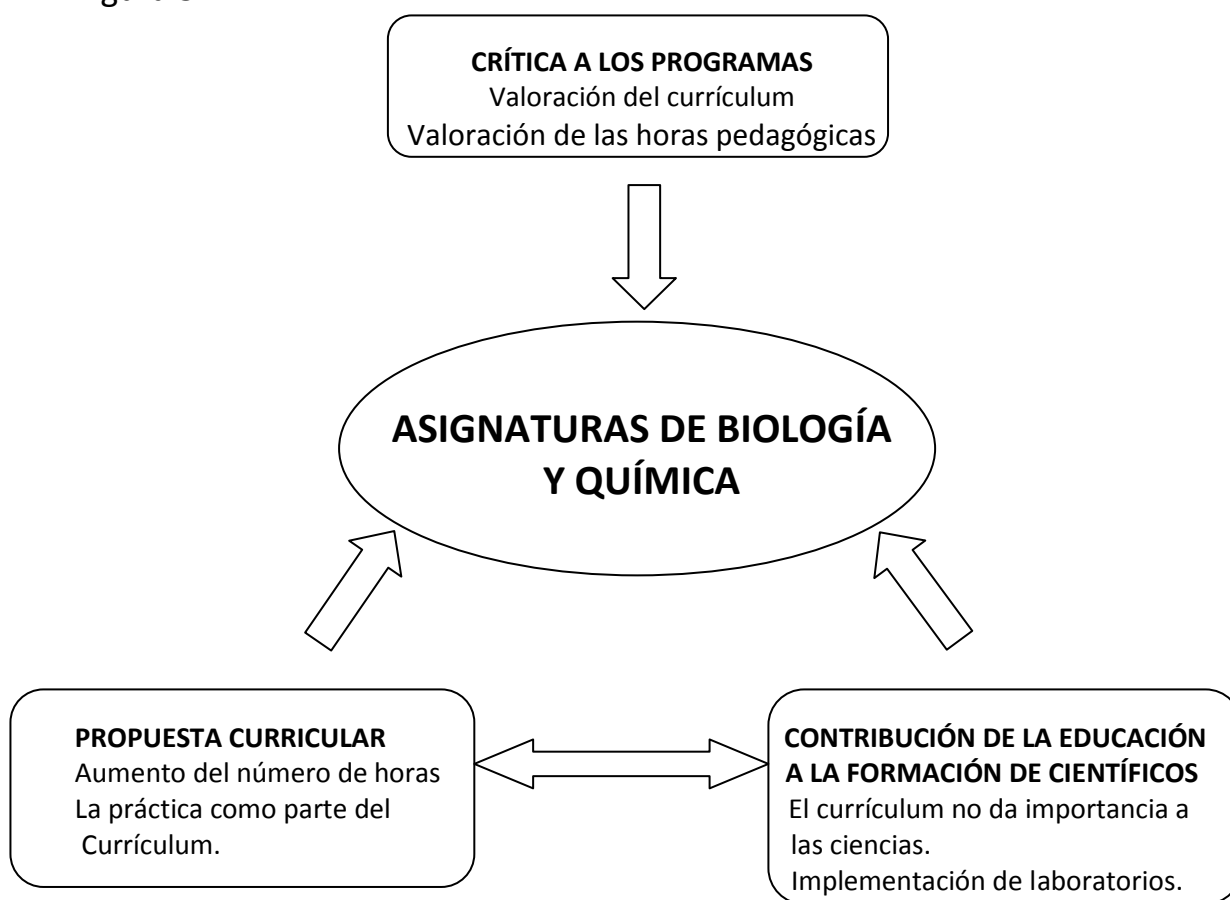 CRÍTICA A LOS PROGRAMAS
Valoración del currículum
Valoración de las horas pedagógicas
ASIGNATURAS DE BIOLOGÍA
Y QUÍMICA
PROPUESTA CURRICULAR
Aumento del número de horas
La práctica como parte del
Currículum.
CONTRIBUCIÓN DE LA EDUCACIÓN
A LA FORMACIÓN DE CIENTÍFICOS
El currículum no da importancia a
las ciencias.
Implementación de laboratorios.